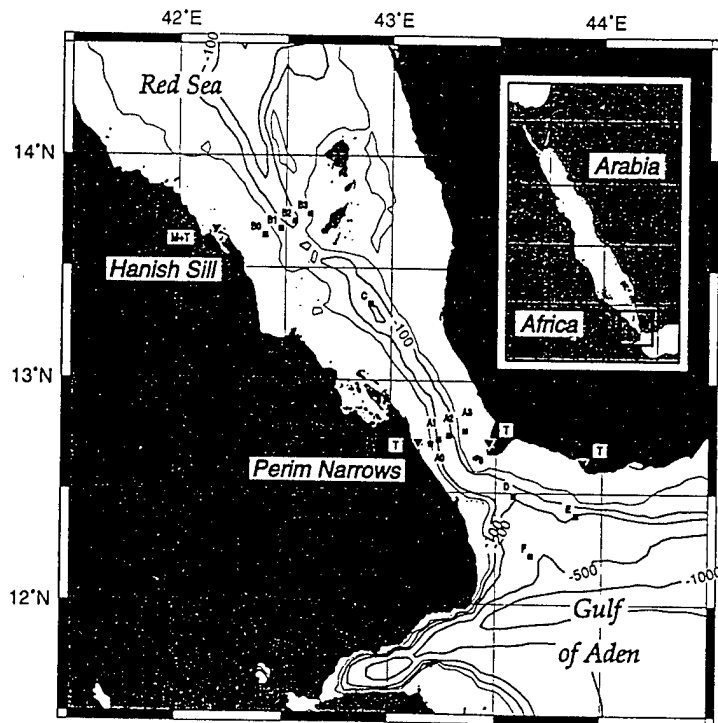 42°E 43°E 44°E
-100
Red Sea
14°N
Arabia
B3
B2
B1
B0
M+T
Hanish Sill
C
Africa
-100
13°N
A3
A2
A1
T
T
T
A0
Perim Narrows
D
E
F
-500
-1000
12°N
Gulf
of Aden